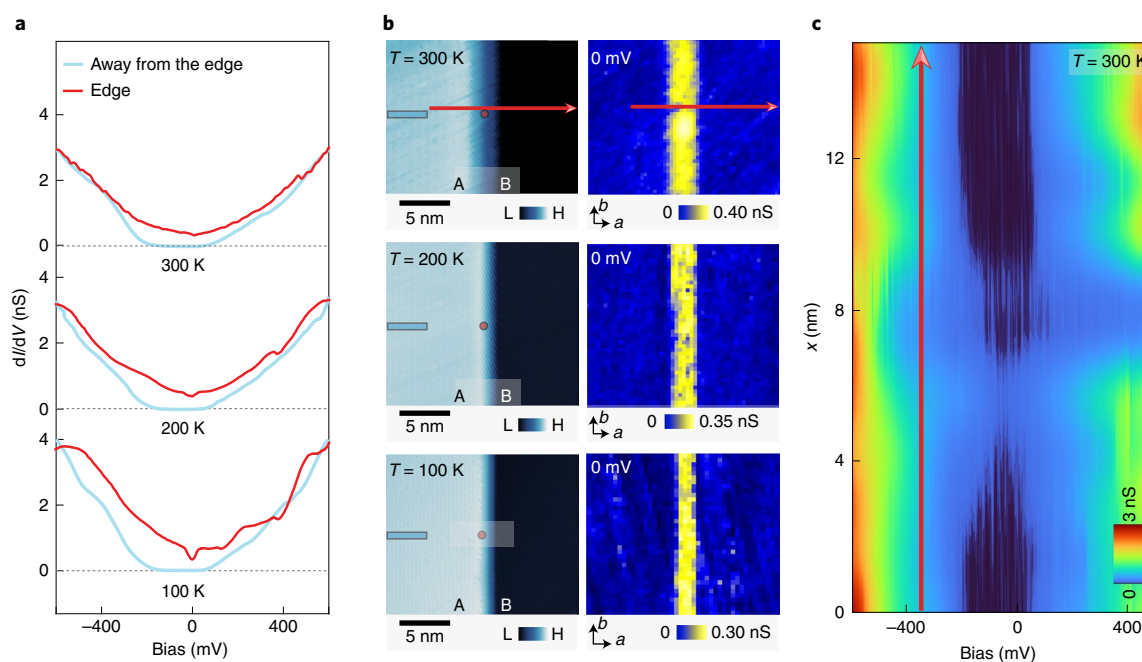 a
Away from the edge
Edge
dI/dV (nS)
4
2
0
300 K
2
0
200 K
4
2
0
100 K
−400
0
400
Bias (mV)
b
T = 300 K
A
B
5 nm
L
H
0 mV
b
a
0
0.40 nS
T = 200 K
A
B
5 nm
L
H
0 mV
b
a
0
0.35 nS
T = 100 K
A
B
5 nm
L
H
0 mV
b
a
0
0.30 nS
c
T = 300 K
x (nm)
12
8
4
0
0
3 nS
−400
0
400
Bias (mV)